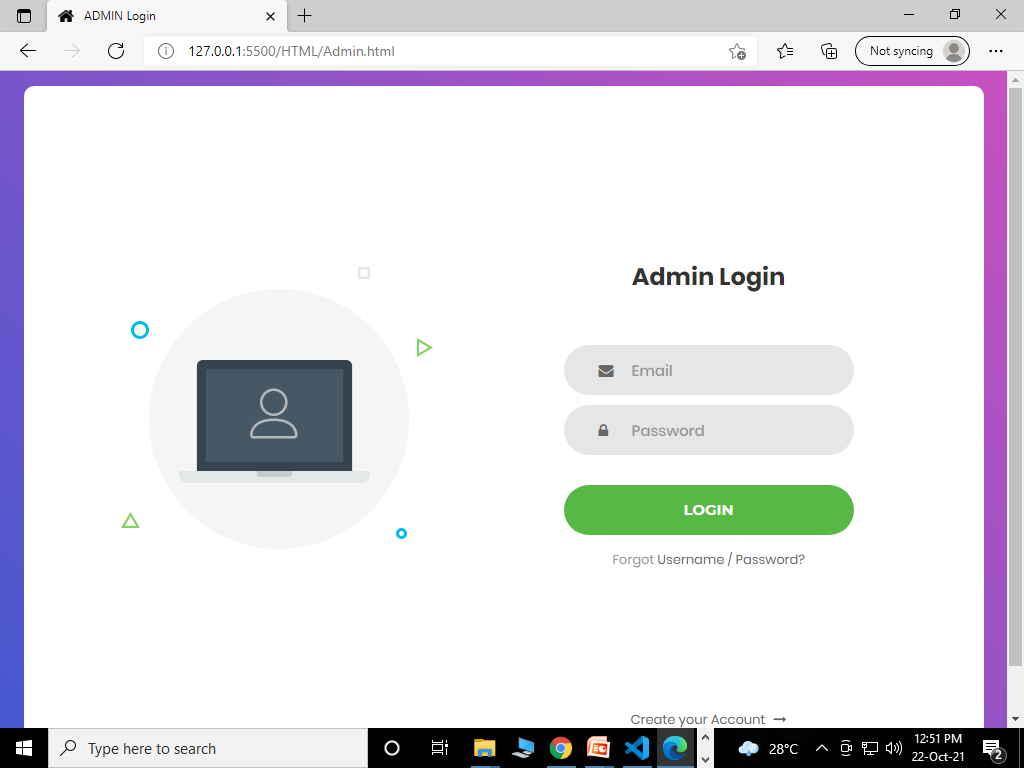 ADMIN Login
127.0.0.1:5500/HTML/Admin.html
Not syncing
Admin Login
Email
Password
LOGIN
Forgot Username / Password?
Create your Account →
Type here to search
28°C
12:51 PM
22-Oct-21
2